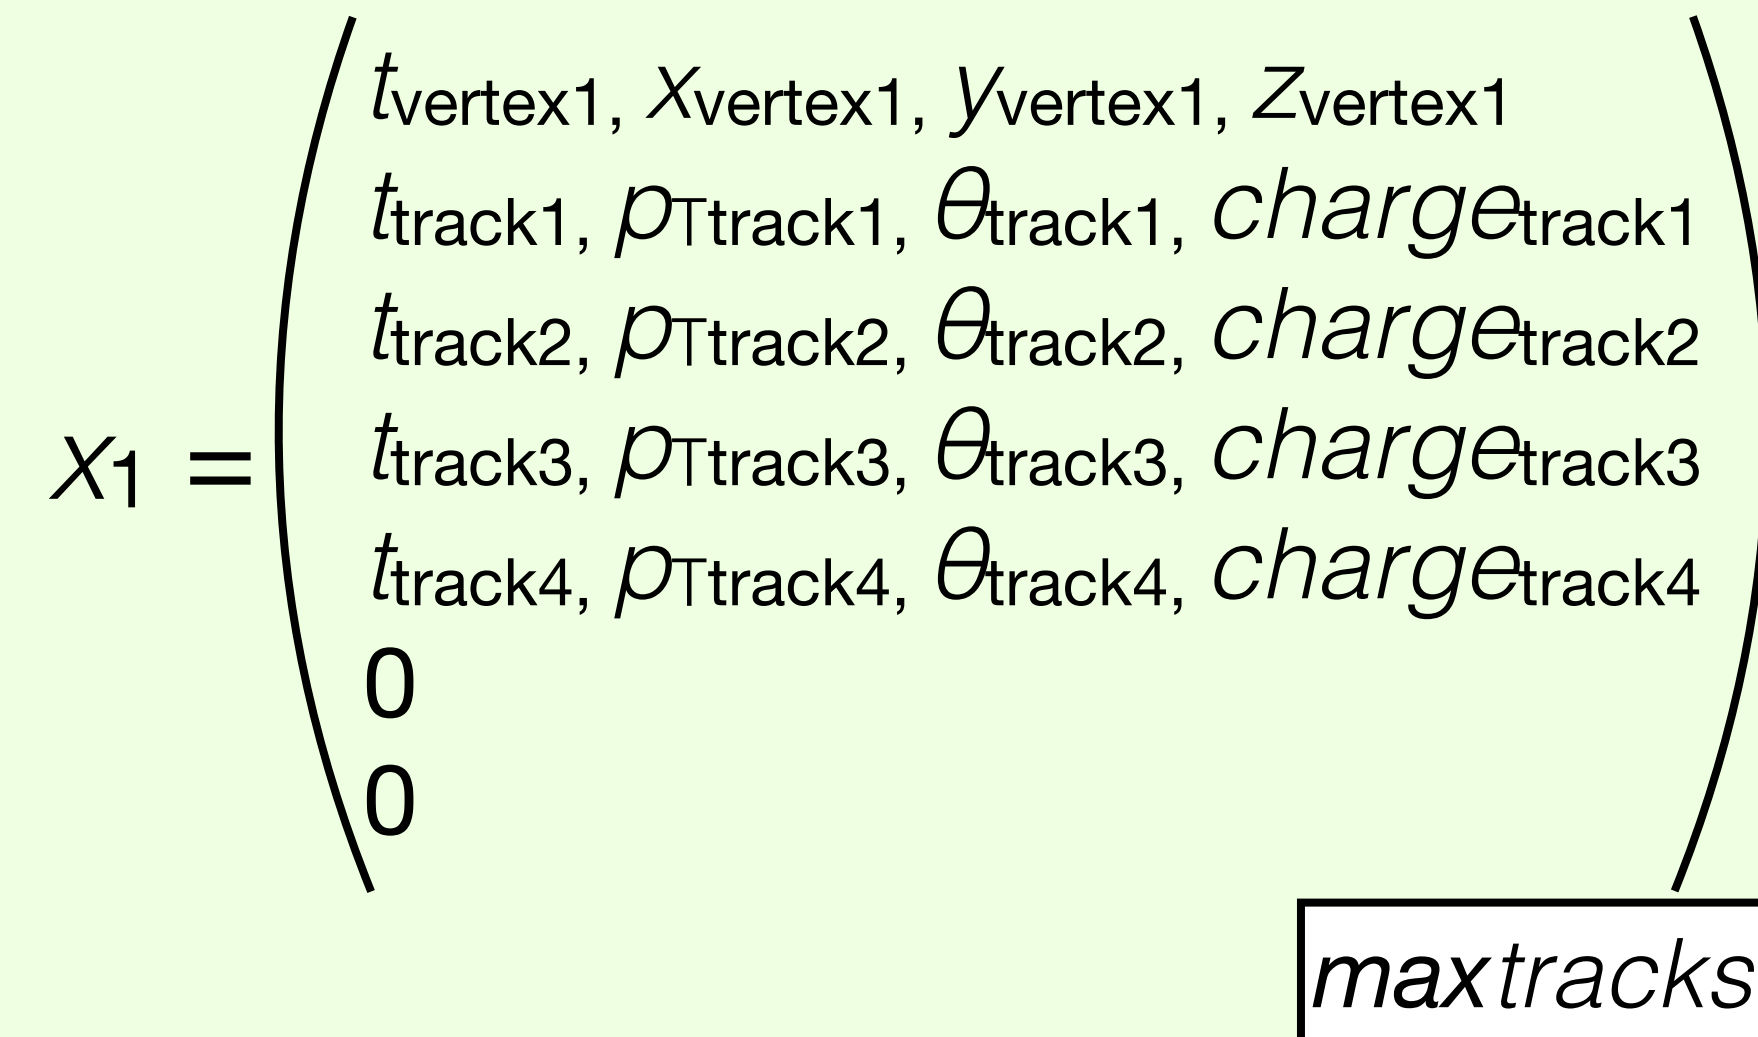 tvertex1, xvertex1, yvertex1, zvertex1
ttrack1, pTtrack1, θtrack1, chargetrack1
ttrack2, pTtrack2, θtrack2, chargetrack2
x1 =
ttrack3, pTtrack3, θtrack3, chargetrack3
ttrack4, pTtrack4, θtrack4, chargetrack4
0
0
maxtracks